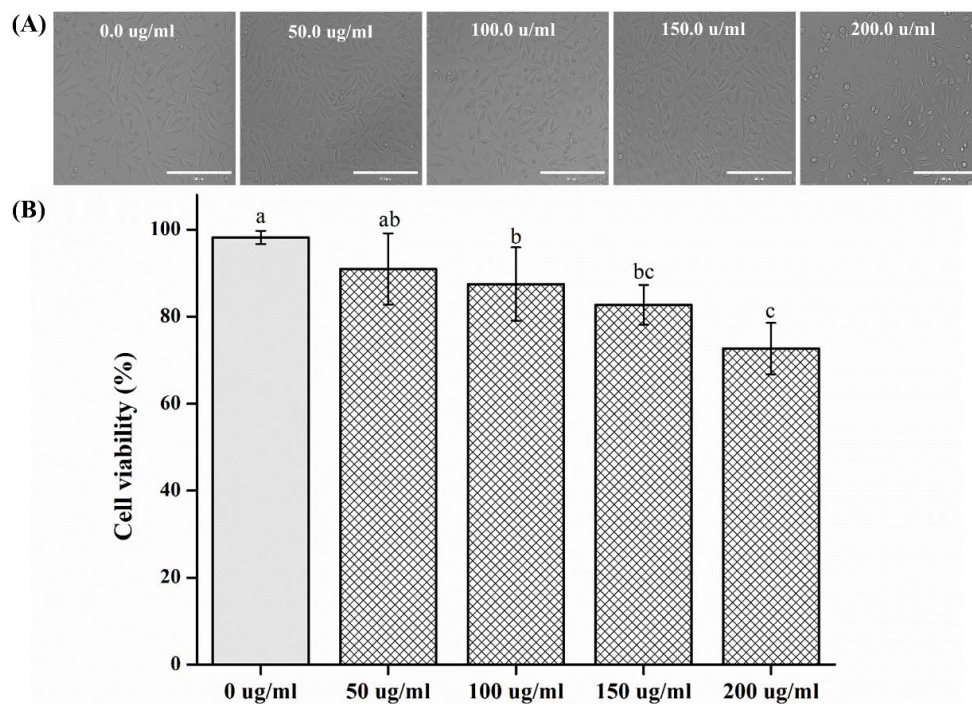 (A)
0.0 ug/ml
50.0 ug/ml
100.0 u/ml
150.0 u/ml
200.0 u/ml
(B)
Cell viability (%)
100
80
60
40
20
0
a
ab
b
bc
c
0 ug/ml
50 ug/ml
100 ug/ml
150 ug/ml
200 ug/ml